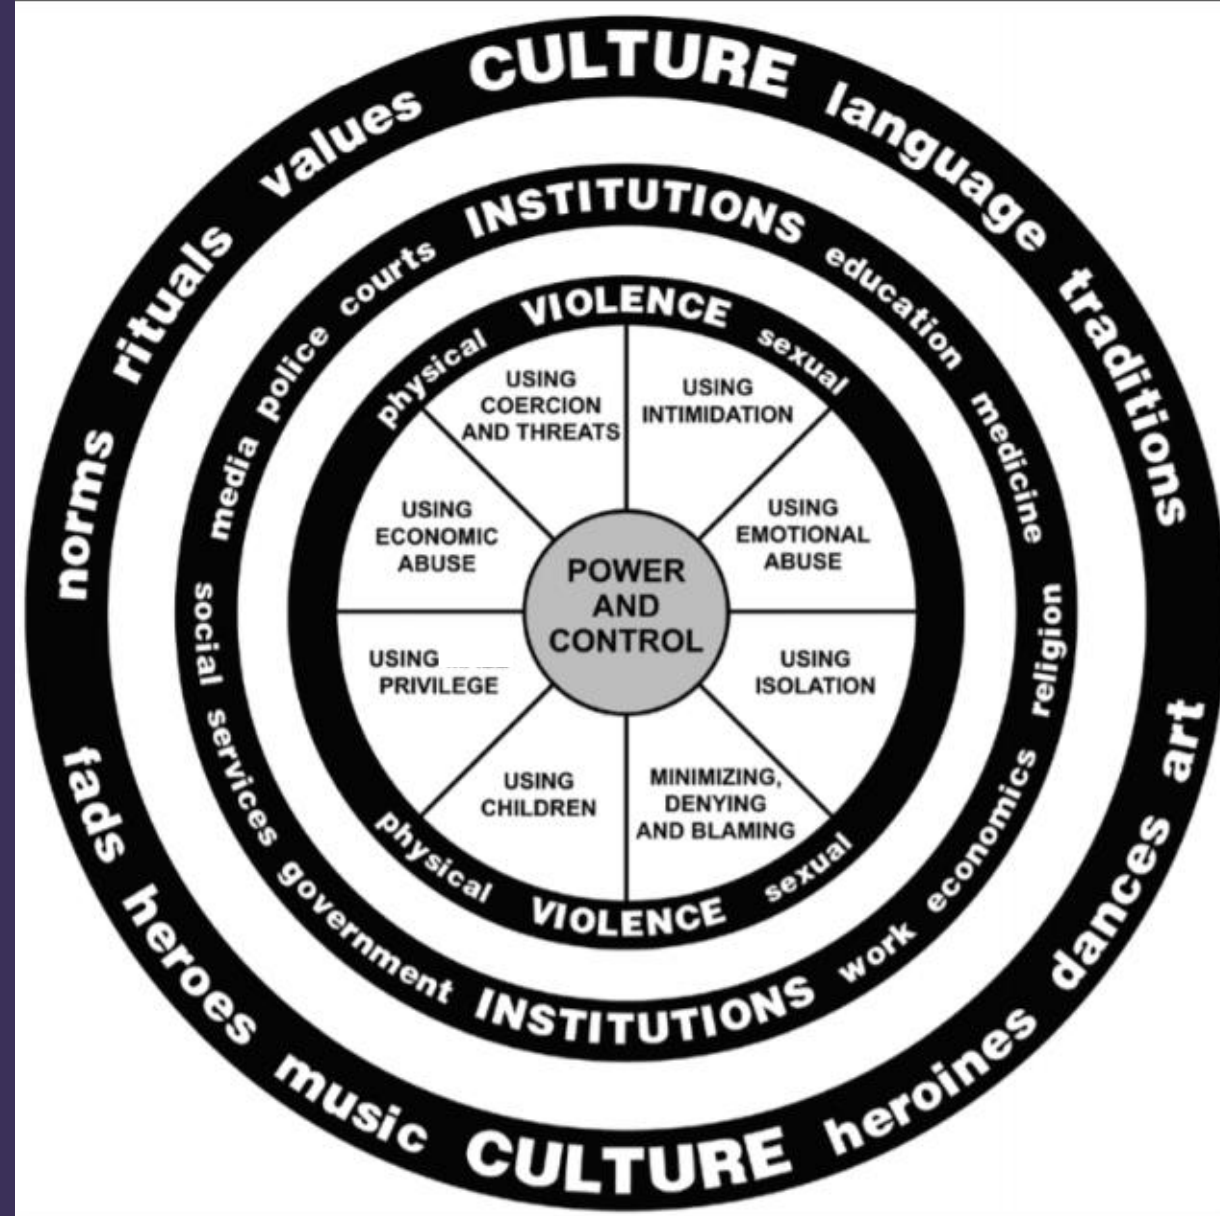 CULTURE
language
traditions
art
dances
heroines
CULTURE
music
heroes
fads
norms
rituals
values
INSTITUTIONS
education
medicine
religion
economics
work
INSTITUTIONS
government
social services
media
police
courts
physical VIOLENCE sexual
physical VIOLENCE sexual
USING
COERCION
AND THREATS
USING
INTIMIDATION
USING
EMOTIONAL
ABUSE
USING
ISOLATION
MINIMIZING,
DENYING
AND BLAMING
USING
CHILDREN
USING
PRIVILEGE
USING
ECONOMIC
ABUSE
POWER
AND
CONTROL